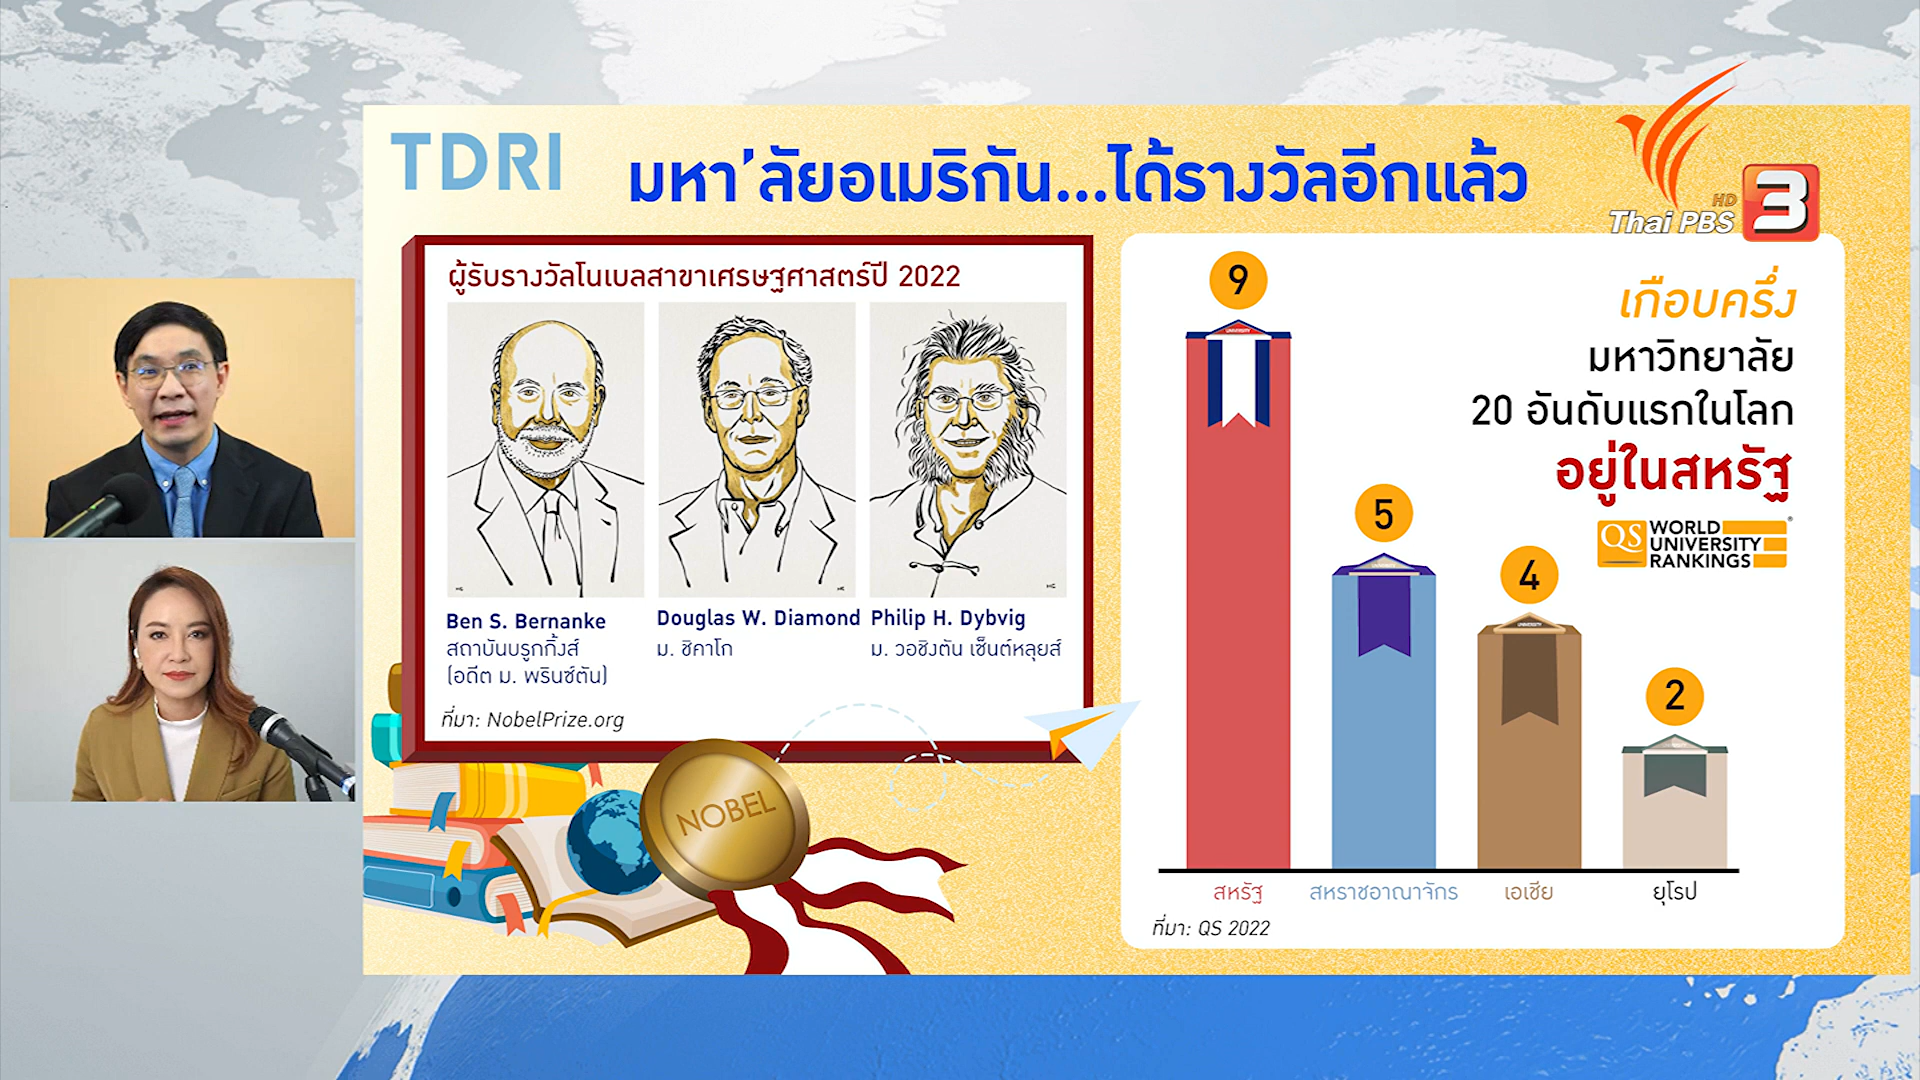 TDRI
มหา'ลัยอเมริกัน...ได้รางวัลอีกแล้ว
HD
Thai PBS 3
ผู้รับรางวัลโนเบลสาขาเศรษฐศาสตร์ปี 2022
Ben S. Bernanke
สถาบันบรูกกิ้งส์
(อดีต ม. พรินซ์ตัน)
Douglas W. Diamond
ม. ชิคาโก
Philip H. Dybvig
ม. วอชิงตัน เซ็นต์หลุยส์
ที่มา: NobelPrize.org
NOBEL
เกือบครึ่ง
มหาวิทยาลัย
20 อันดับแรกในโลก
อยู่ในสหรัฐ
QS WORLD
UNIVERSITY
RANKINGS
9
UNIVERSITY
5
4
UNIVERSITY
2
สหรัฐ
สหราชอาณาจักร
เอเชีย
ยุโรป
ที่มา: QS 2022